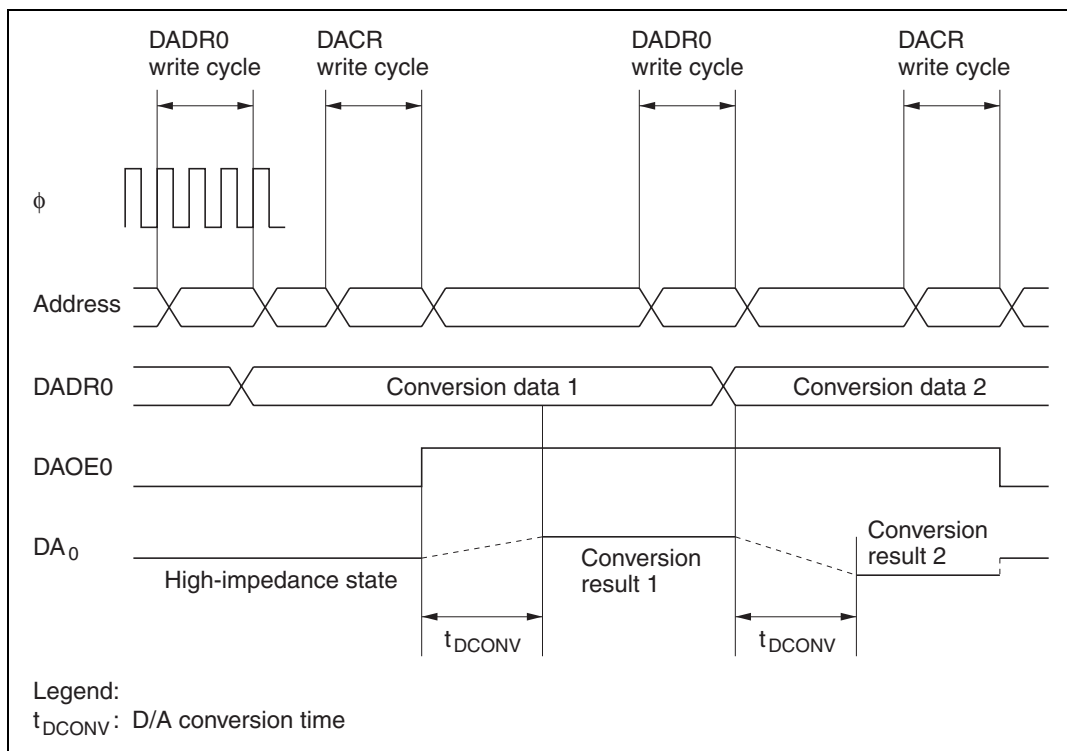 DADR0
write cycle
DACR
write cycle
DADR0
write cycle
DACR
write cycle
ϕ
Address
DADR0
Conversion data 1
Conversion data 2
DAOE0
DA0
High-impedance state
Conversion
result 1
Conversion
result 2
tDCONV
tDCONV
Legend:
tDCONV: D/A conversion time